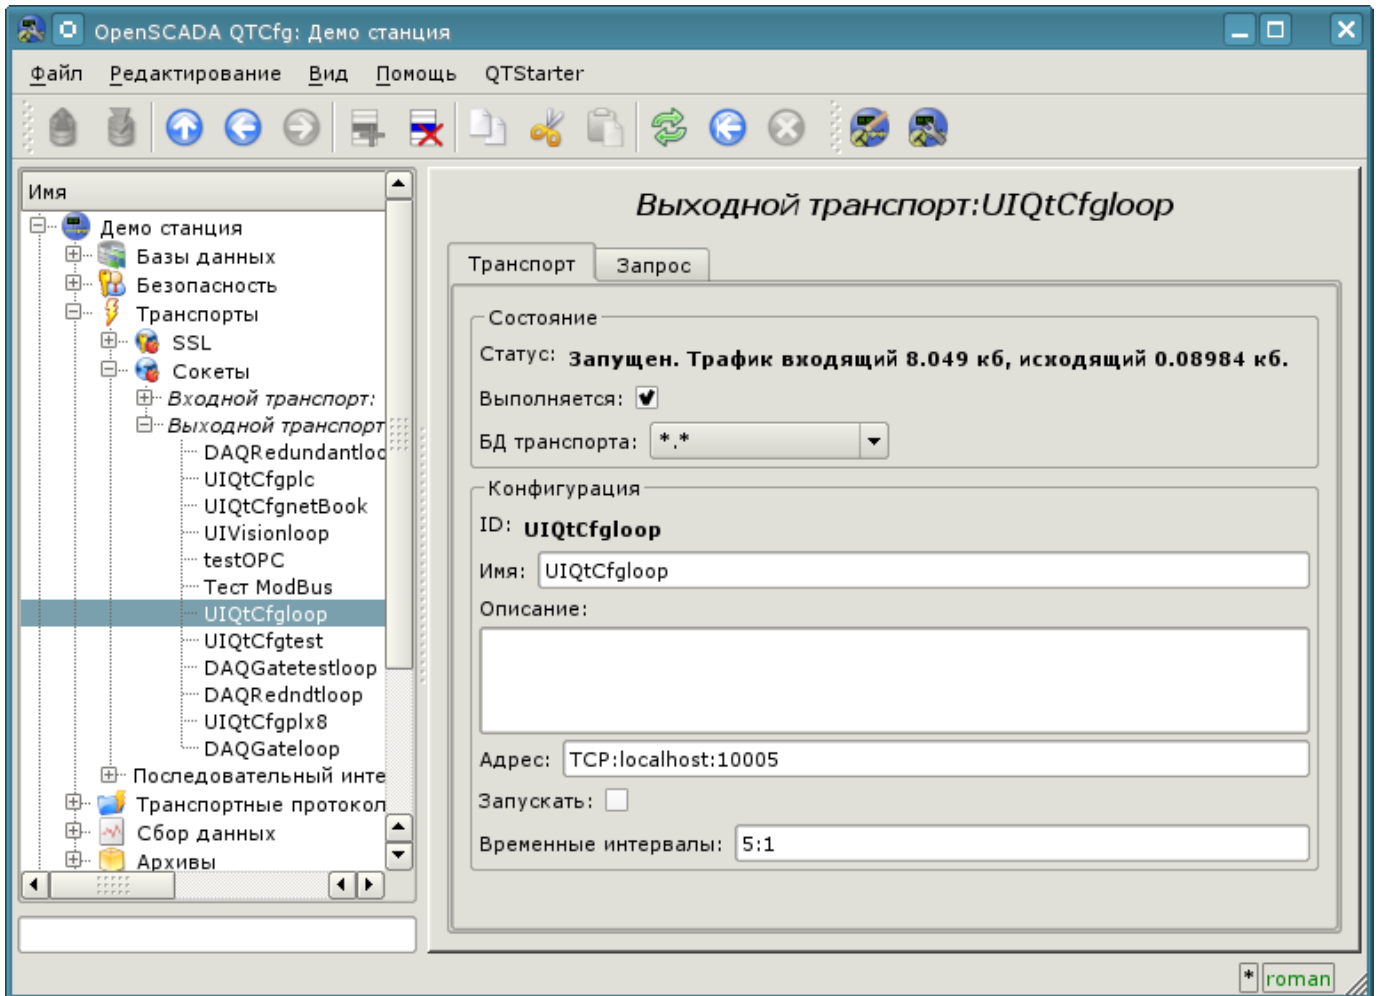 OpenSCADA QTCfg: Демо станция
Файл Редактирование Вид Помощь QTStarter
Имя
Демо станция
Базы данных
Безопасность
Транспорты
SSL
Сокеты
Входной транспорт:
Выходной транспорт
DAQRedundantloc
UIQtCfgplc
UIQtCfgnetBook
UIVisionloop
testOPC
Тест ModBus
UIQtCfgloop
UIQtCfgtest
DAQGatetestloop
DAQRedndtloop
UIQtCfgplx8
DAQGateloop
Последовательный инте
Транспортные протокол
Сбор данных
Архивы
Выходной транспорт:UIQtCfgloop
Транспорт Запрос
Состояние
Статус: Запущен. Трафик входящий 8.049 кб, исходящий 0.08984 кб.
Выполняется:
БД транспорта: *.*
Конфигурация
ID: UIQtCfgloop
Имя: UIQtCfgloop
Описание:
Адрес: TCP:localhost:10005
Запускать:
Временные интервалы: 5:1
* roman